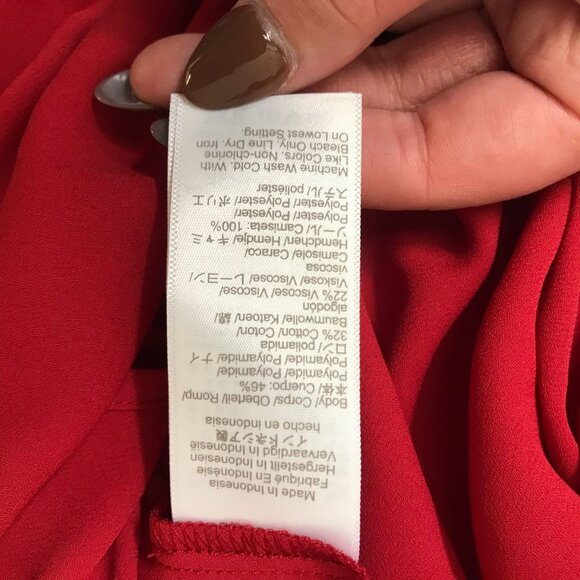 Made In Indonesia
Fabriqué En Indonésie
Hergestellt In Indonesien
Vervaardigd In Indonesië
インドネシア製
hecho en indonesia
Body/ Corps/ Oberteil/ Romp/
本体/ Cuerpo: 46%
Polyamide/ Polyamide/
Polyamide/ Polyamide/ ナイ
ロン/ poliamida
32% Cotton/ Coton/
Baumwolle/ Katoen/ 綿/
algodón
22% Viscose/ Viscose/
Viskose/ Viscose/ レーヨン/
viscosa
Camisole/ Caraco/
Hemdchen/ Hemdje/ キャミ
ソール/ Camiseta: 100%
Polyester/ Polyester/
Polyester/ Polyester/ ポリエ
ステル/ poliéster
Machine Wash Cold. With
Like Colors. Non-chlorine
Bleach Only. Line Dry. Iron
On Lowest Setting.